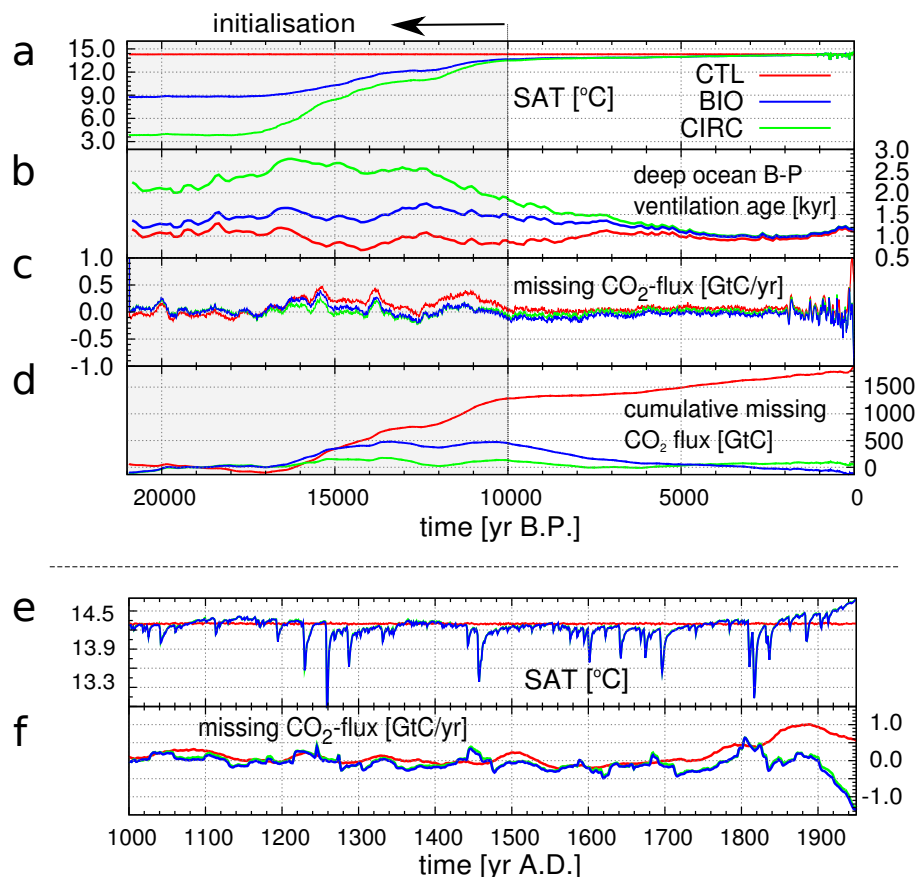 initialisation
a
15.0
12.0
9.0
6.0
3.0
SAT [°C]
CTL
BIO
CIRC
b
deep ocean B-P
ventilation age [kyr]
3.0
2.5
2.0
1.5
1.0
0.5
c
1.0
0.5
0.0
-0.5
-1.0
missing CO2-flux [GtC/yr]
d
cumulative missing
CO2 flux [GtC]
1500
1000
500
0
20000 15000 10000 5000 0
time [yr B.P.]
e
14.5
13.9
13.3
SAT [°C]
f
missing CO2-flux [GtC/yr]
1.0
0.0
-1.0
1000 1100 1200 1300 1400 1500 1600 1700 1800 1900
time [yr A.D.]